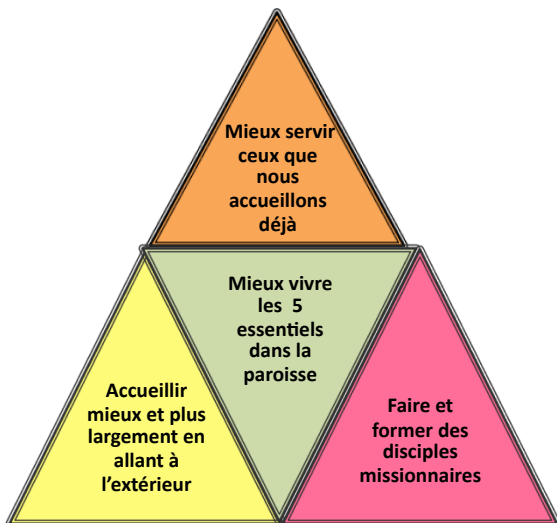 Mieux servir
ceux que
nous
accueillons
déjà
Mieux vivre
les 5
essentiels
dans la
paroisse
Accueillir
mieux et plus
largement en
allant à
l’extérieur
Faire et
former des
disciples
missionnaires